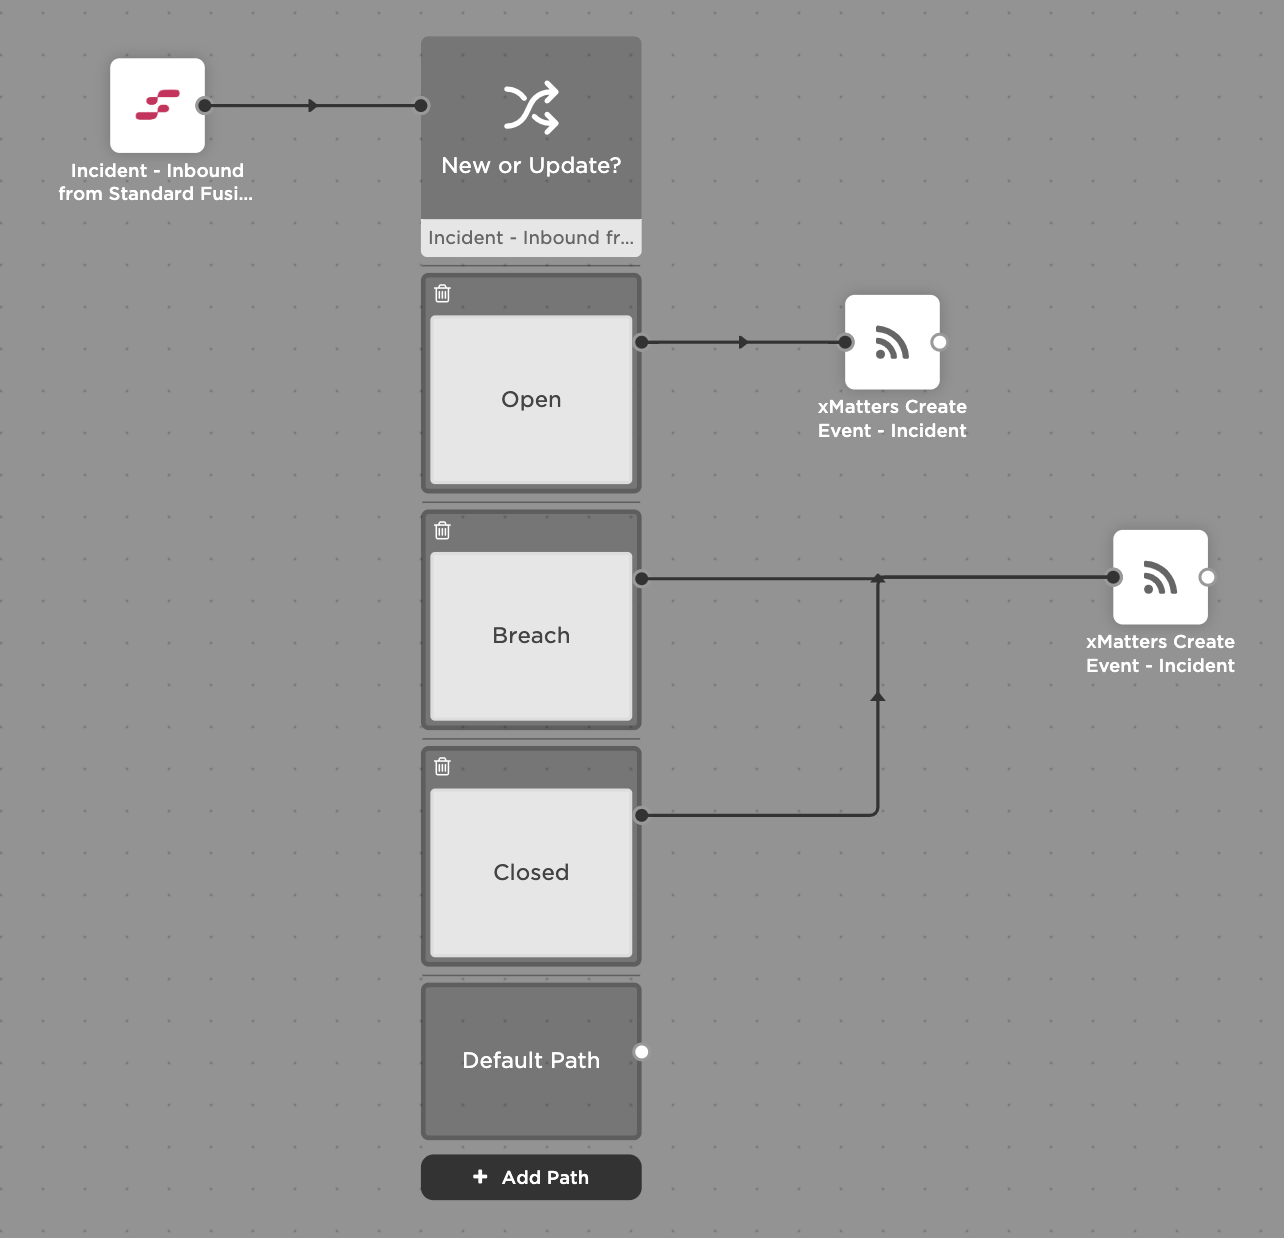 Incident - Inbound
from Standard Fusi...
New or Update?
Incident - Inbound fr...
Open
xMatters Create
Event - Incident
Breach
xMatters Create
Event - Incident
Closed
Default Path
+ Add Path